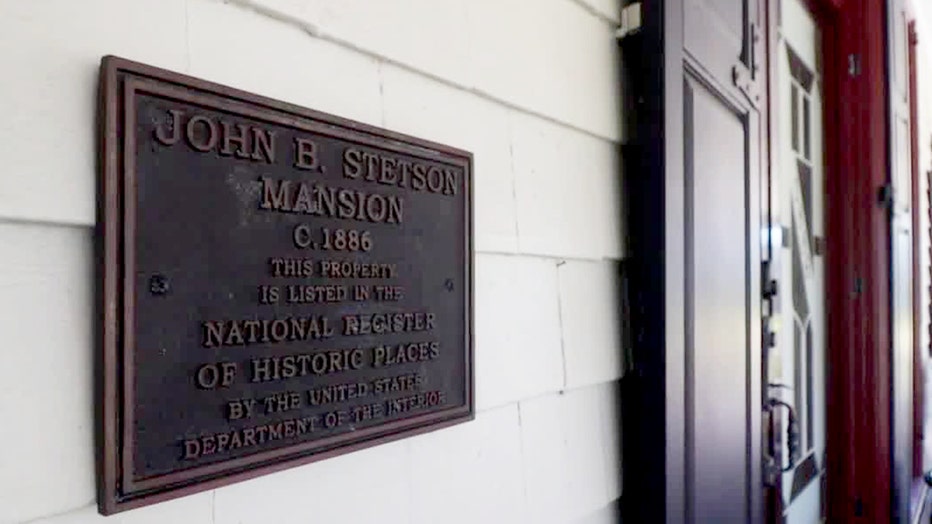 JOHN B. STETSON
MANSION
C. 1886
THIS PROPERTY
IS LISTED IN THE
NATIONAL REGISTER
OF HISTORIC PLACES
BY THE UNITED STATES
DEPARTMENT OF THE INTERIOR